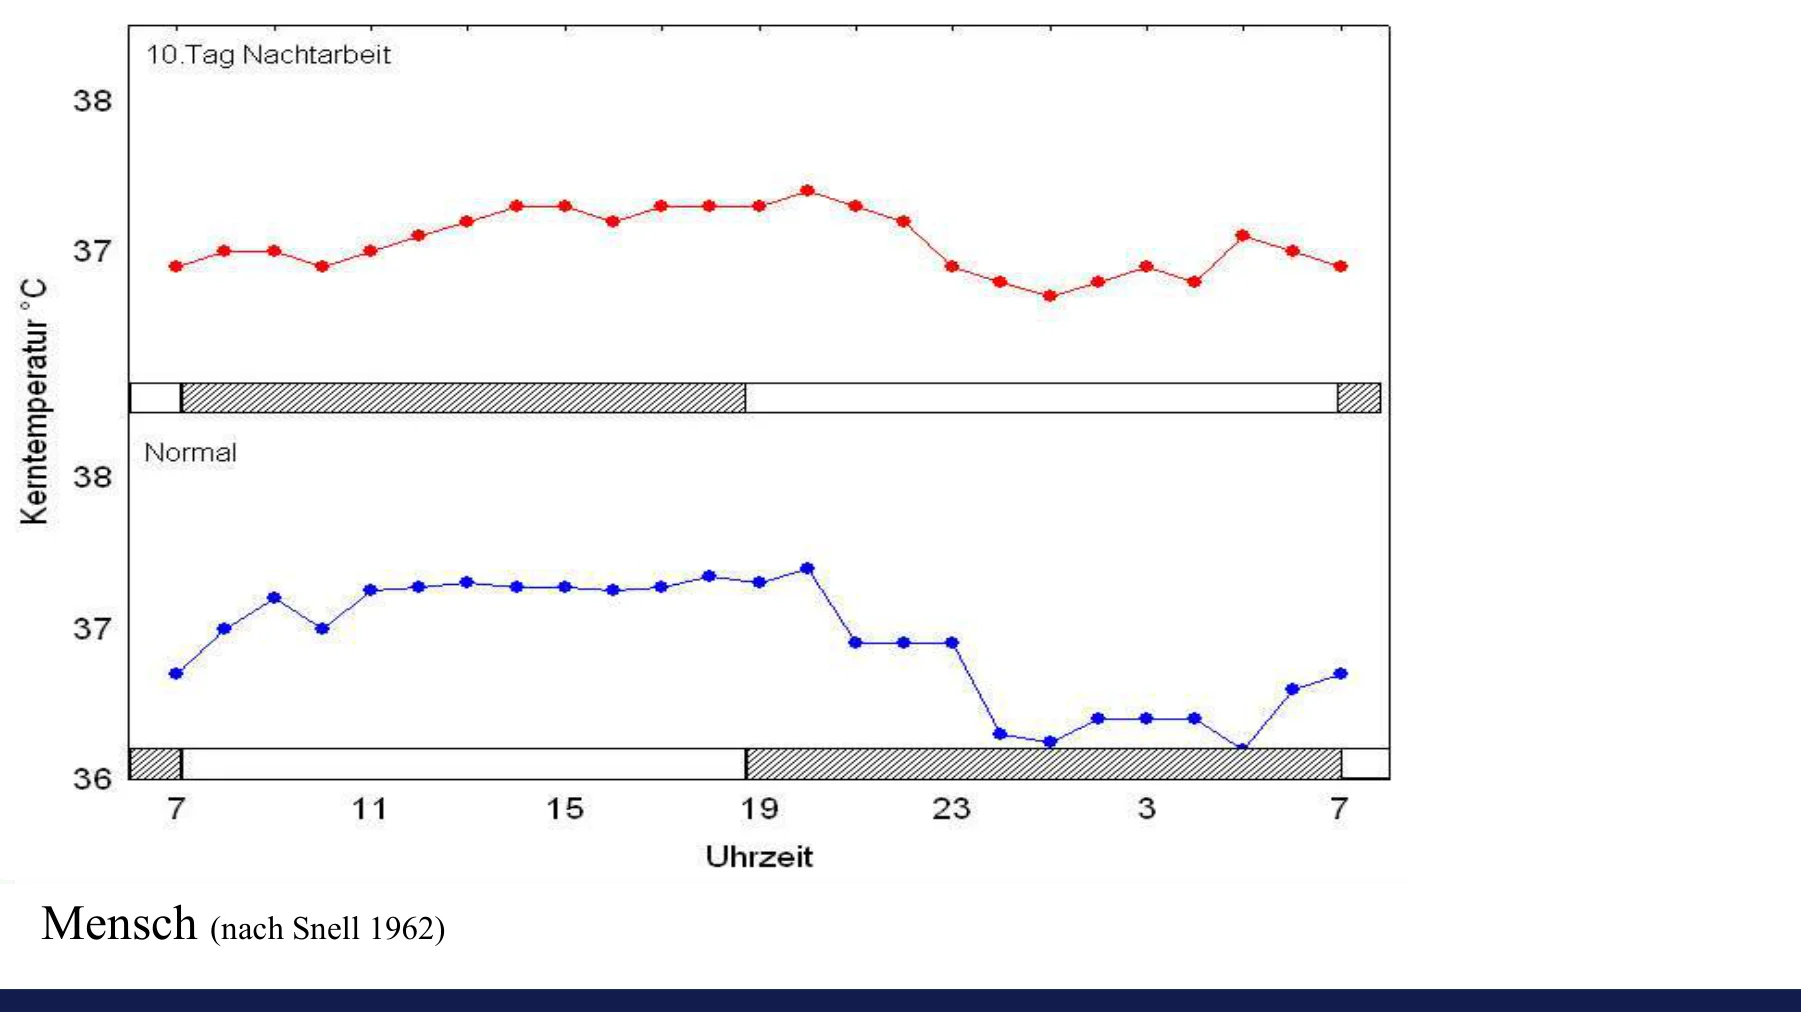 10.Tag Nachtarbeit
38
37
Kerntemperatur °C
Normal
38
37
36
7 11 15 19 23 3 7
Uhrzeit
Mensch (nach Snell 1962)